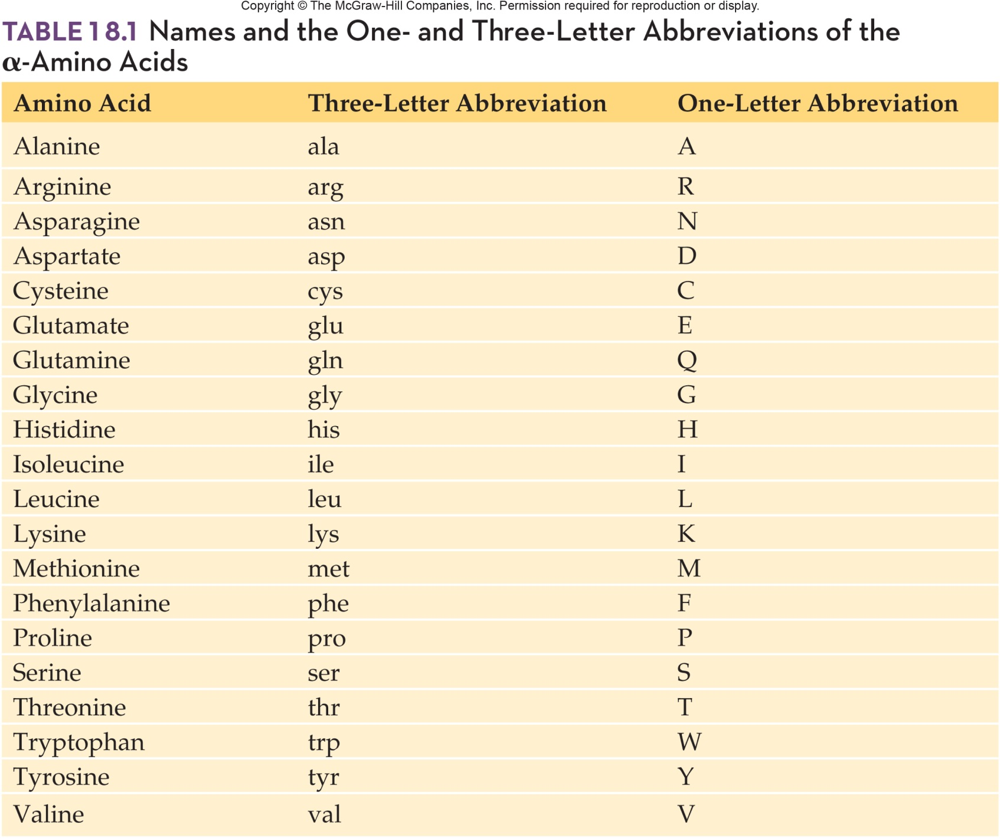 Copyright © The McGraw-Hill Companies, Inc. Permission required for reproduction or display.
TABLE 18.1 Names and the One- and Three-Letter Abbreviations of the
α-Amino Acids
Amino Acid Three-Letter Abbreviation One-Letter Abbreviation
Alanine ala A
Arginine arg R
Asparagine asn N
Aspartate asp D
Cysteine cys C
Glutamate glu E
Glutamine gln Q
Glycine gly G
Histidine his H
Isoleucine ile I
Leucine leu L
Lysine lys K
Methionine met M
Phenylalanine phe F
Proline pro P
Serine ser S
Threonine thr T
Tryptophan trp W
Tyrosine tyr Y
Valine val V